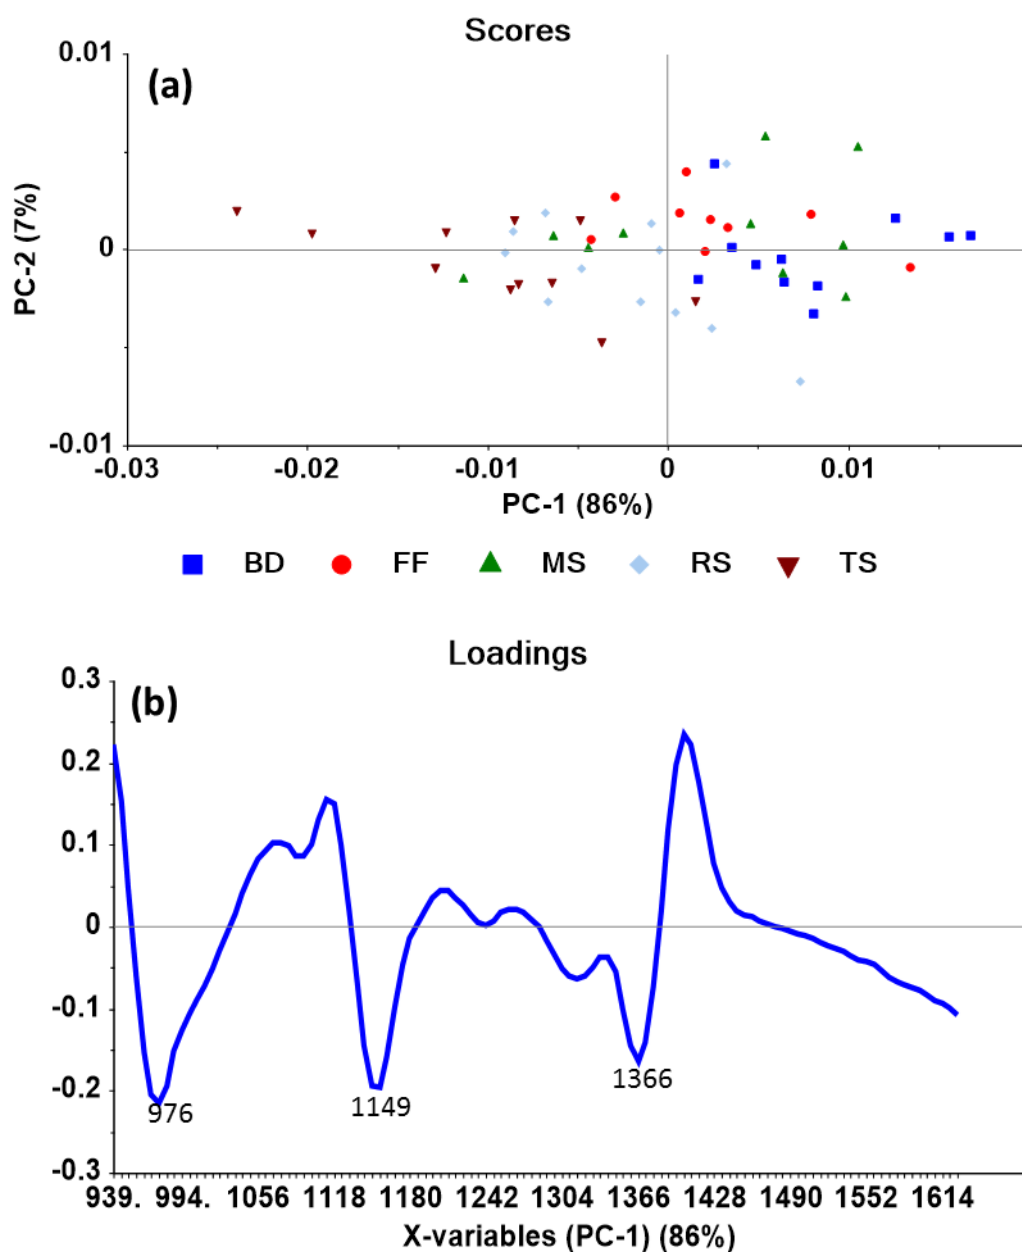 Scores
(a)
0.01
0
-0.01
PC-2 (7%)
-0.03 -0.02 -0.01 0 0.01
PC-1 (86%)
BD FF MS RS TS
Loadings
(b)
0.3
0.2
0.1
0
-0.1
-0.2
-0.3
976
1149
1366
939. 994. 1056 1118 1180 1242 1304 1366 1428 1490 1552 1614
X-variables (PC-1) (86%)